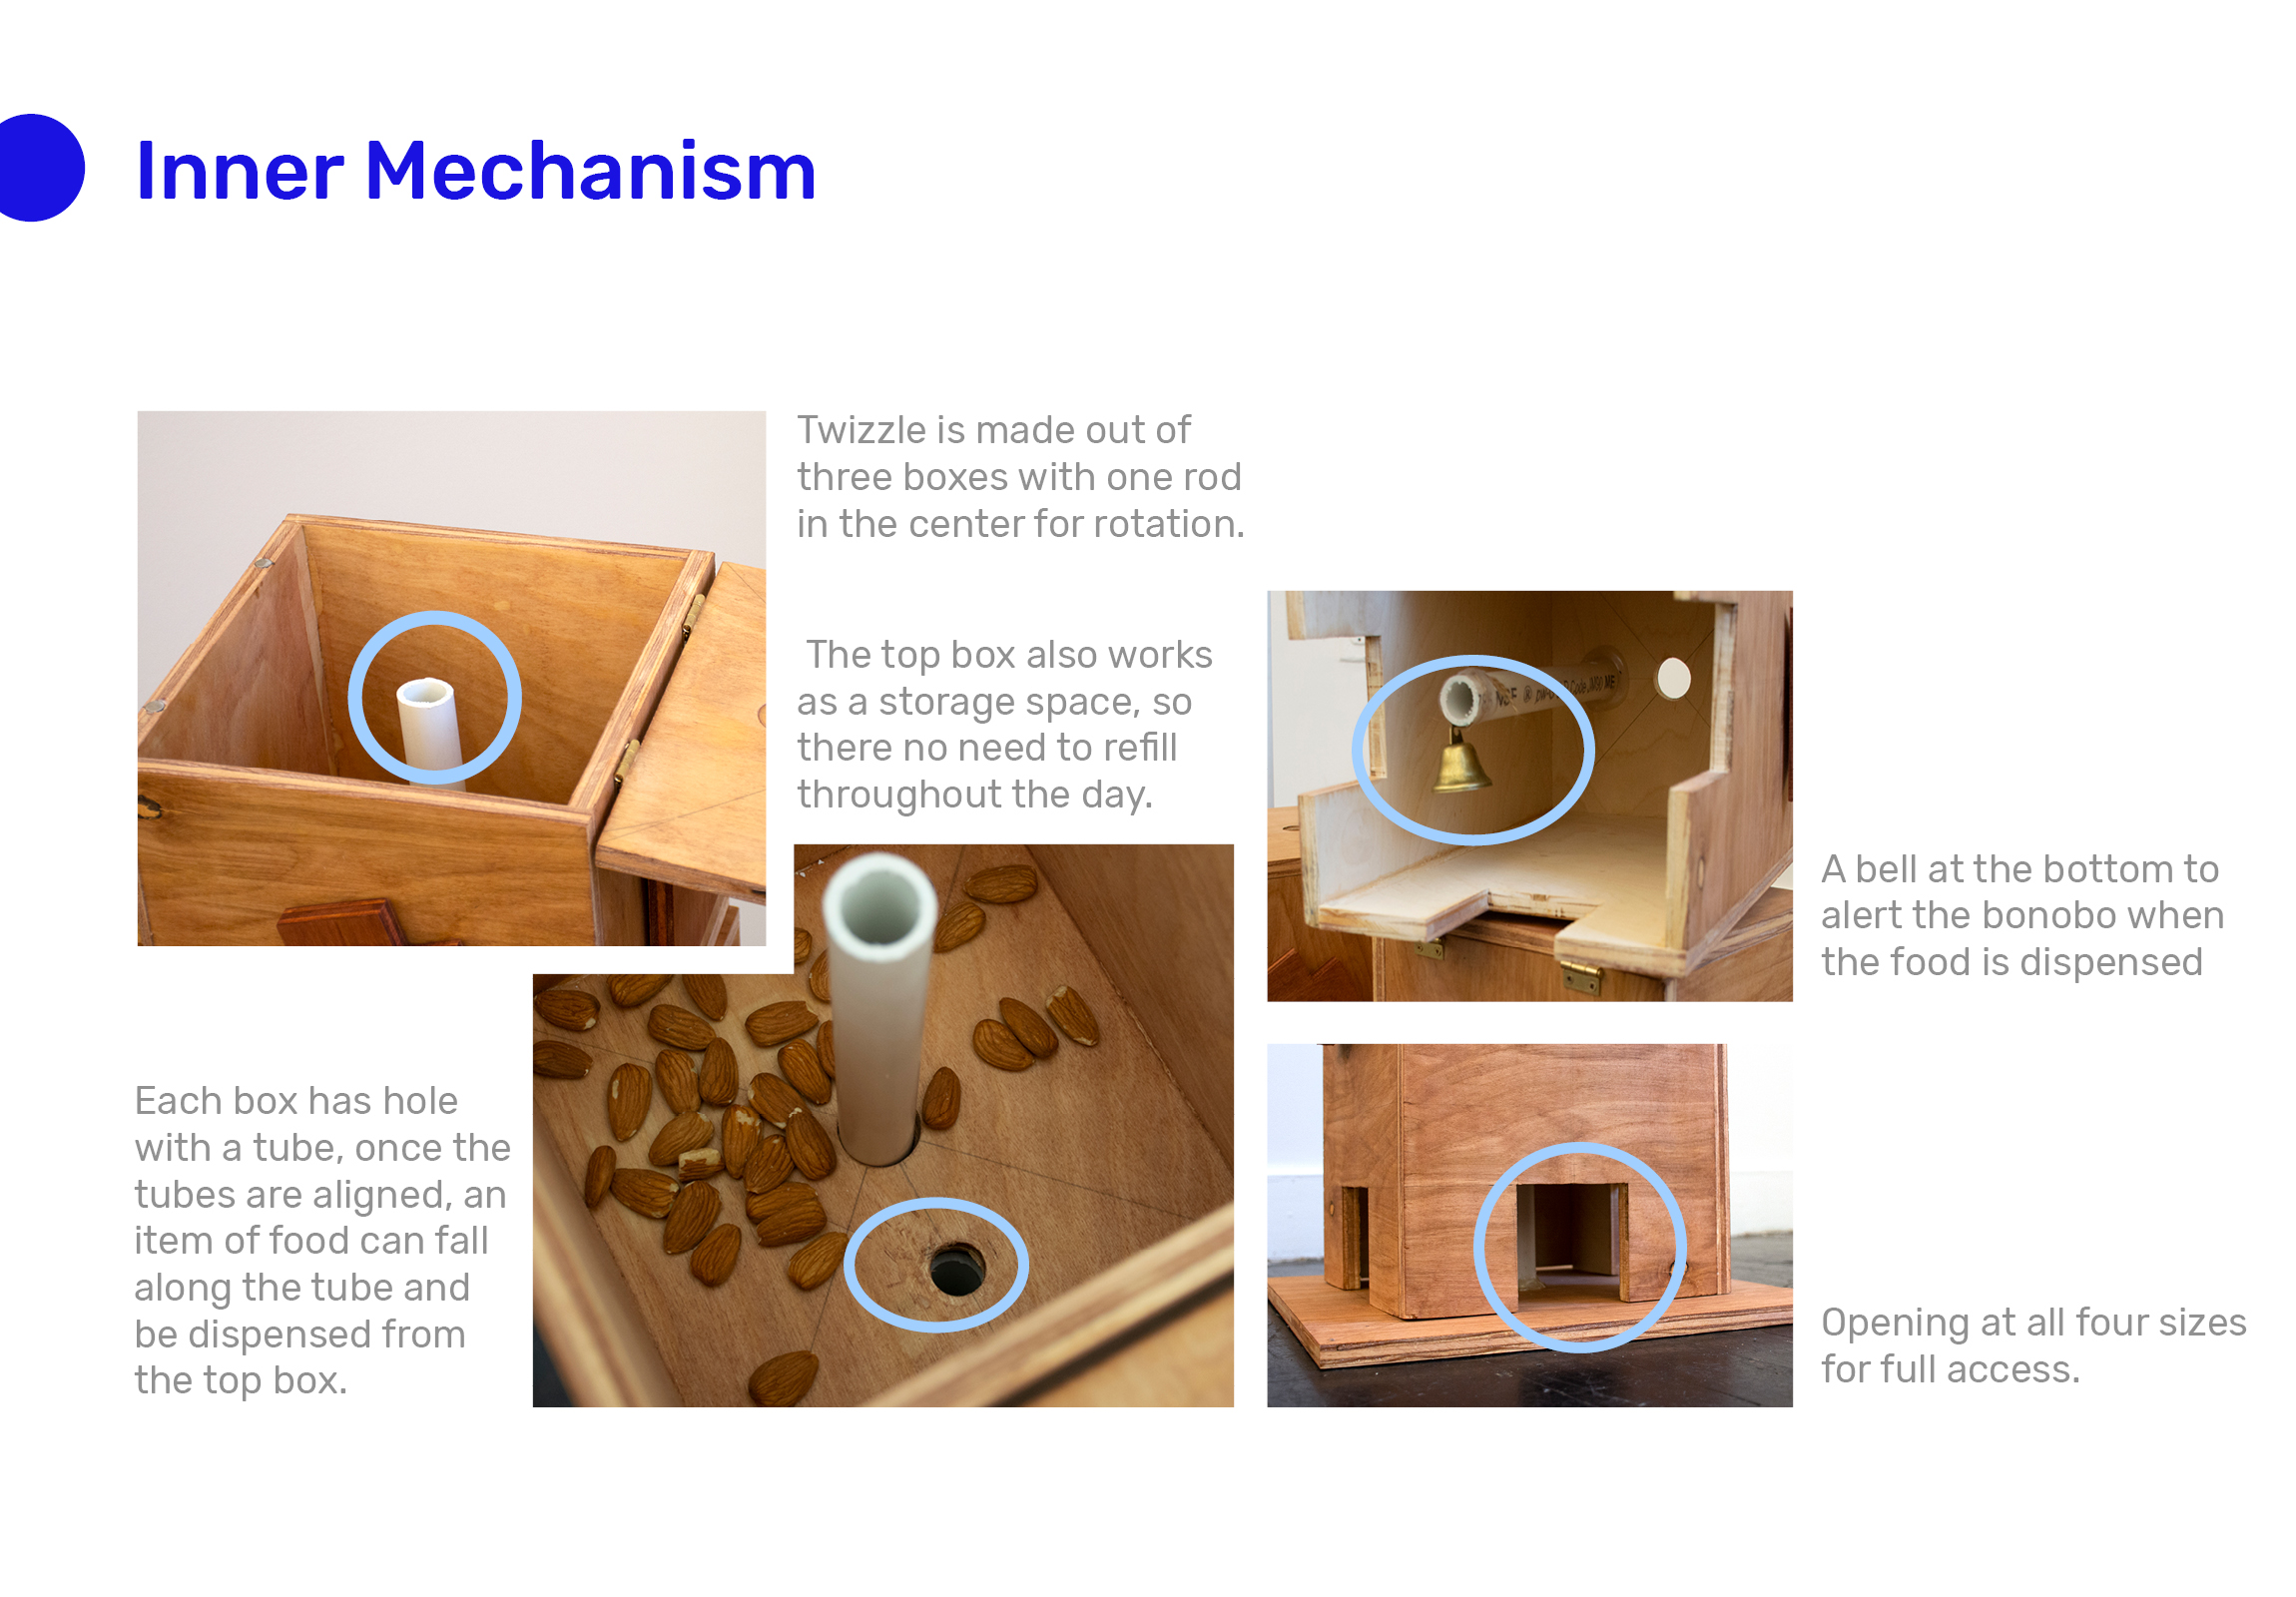 Inner Mechanism
Twizzle is made out of
three boxes with one rod
in the center for rotation.
The top box also works
as a storage space, so
there no need to refill
throughout the day.
Each box has hole
with a tube, once the
tubes are aligned, an
item of food can fall
along the tube and
be dispensed from
the top box.
NSF ®
ME
A bell at the bottom to
alert the bonobo when
the food is dispensed
Opening at all four sizes
for full access.